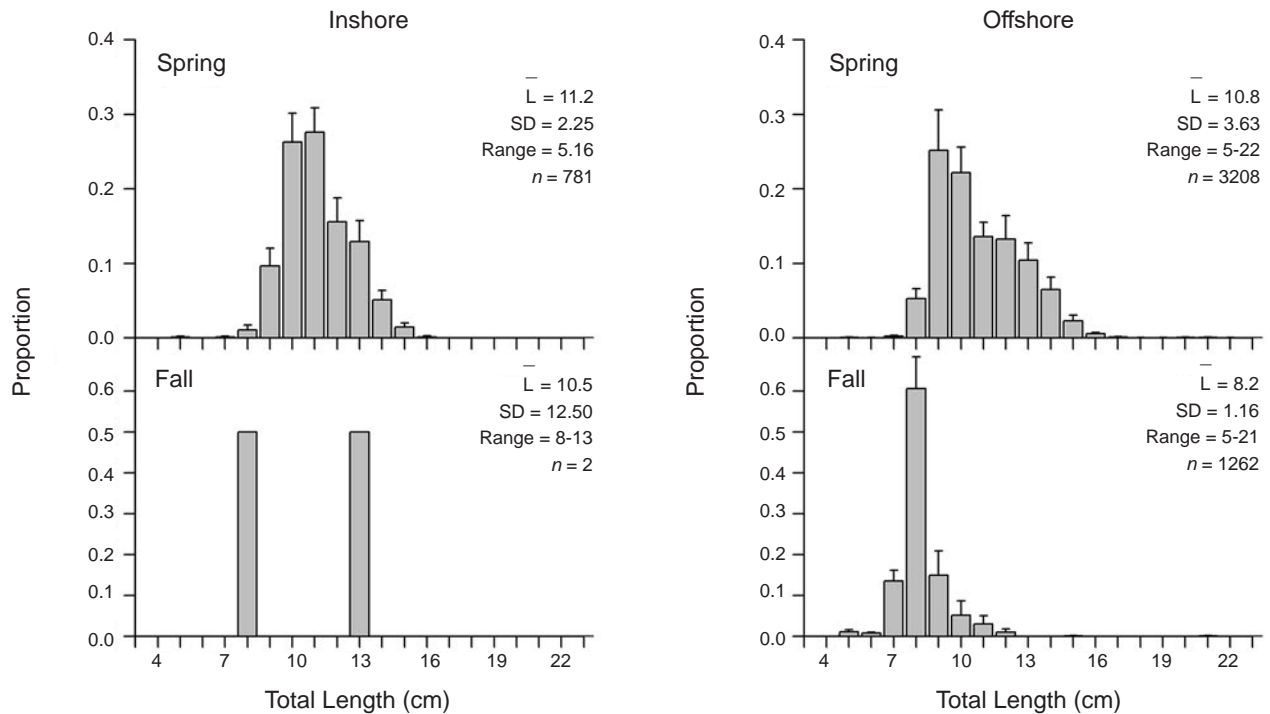 Inshore
Offshore
Proportion
0.4
0.3
0.2
0.1
0.0
Spring
L = 11.2
SD = 2.25
Range = 5.16
n = 781
0.6
0.5
0.4
0.3
0.2
0.1
0.0
Fall
L = 10.5
SD = 12.50
Range = 8-13
n = 2
4 7 10 13 16 19 22
Total Length (cm)
Proportion
0.4
0.3
0.2
0.1
0.0
Spring
L = 10.8
SD = 3.63
Range = 5-22
n = 3208
0.6
0.5
0.4
0.3
0.2
0.1
0.0
Fall
L = 8.2
SD = 1.16
Range = 5-21
n = 1262
4 7 10 13 16 19 22
Total Length (cm)